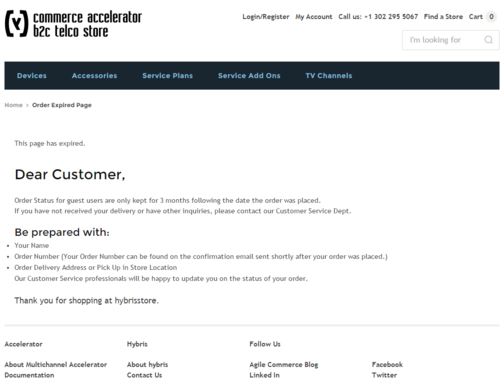 commerce accelerator
b2c telco store
Login/Register My Account Call us: +1 302 295 5067 Find a Store Cart 0
I'm looking for
Devices Accessories Service Plans Service Add Ons TV Channels
Home » Order Expired Page
This page has expired.
Dear Customer,
Order Status for guest users are only kept for 3 months following the date the order was placed.
If you have not received your delivery or have other inquiries, please contact our Customer Service Dept.
Be prepared with:
• Your Name
• Order Number (Your Order Number can be found on the confirmation email sent shortly after your order was placed.)
• Order Delivery Address or Pick Up in Store Location
Our Customer Service professionals will be happy to update you on the status of your order.
Thank you for shopping at hybrisstore.
Accelerator Hybris Follow Us
About Multichannel Accelerator About hybris Agile Commerce Blog Facebook
Documentation Contact Us Linked In Twitter